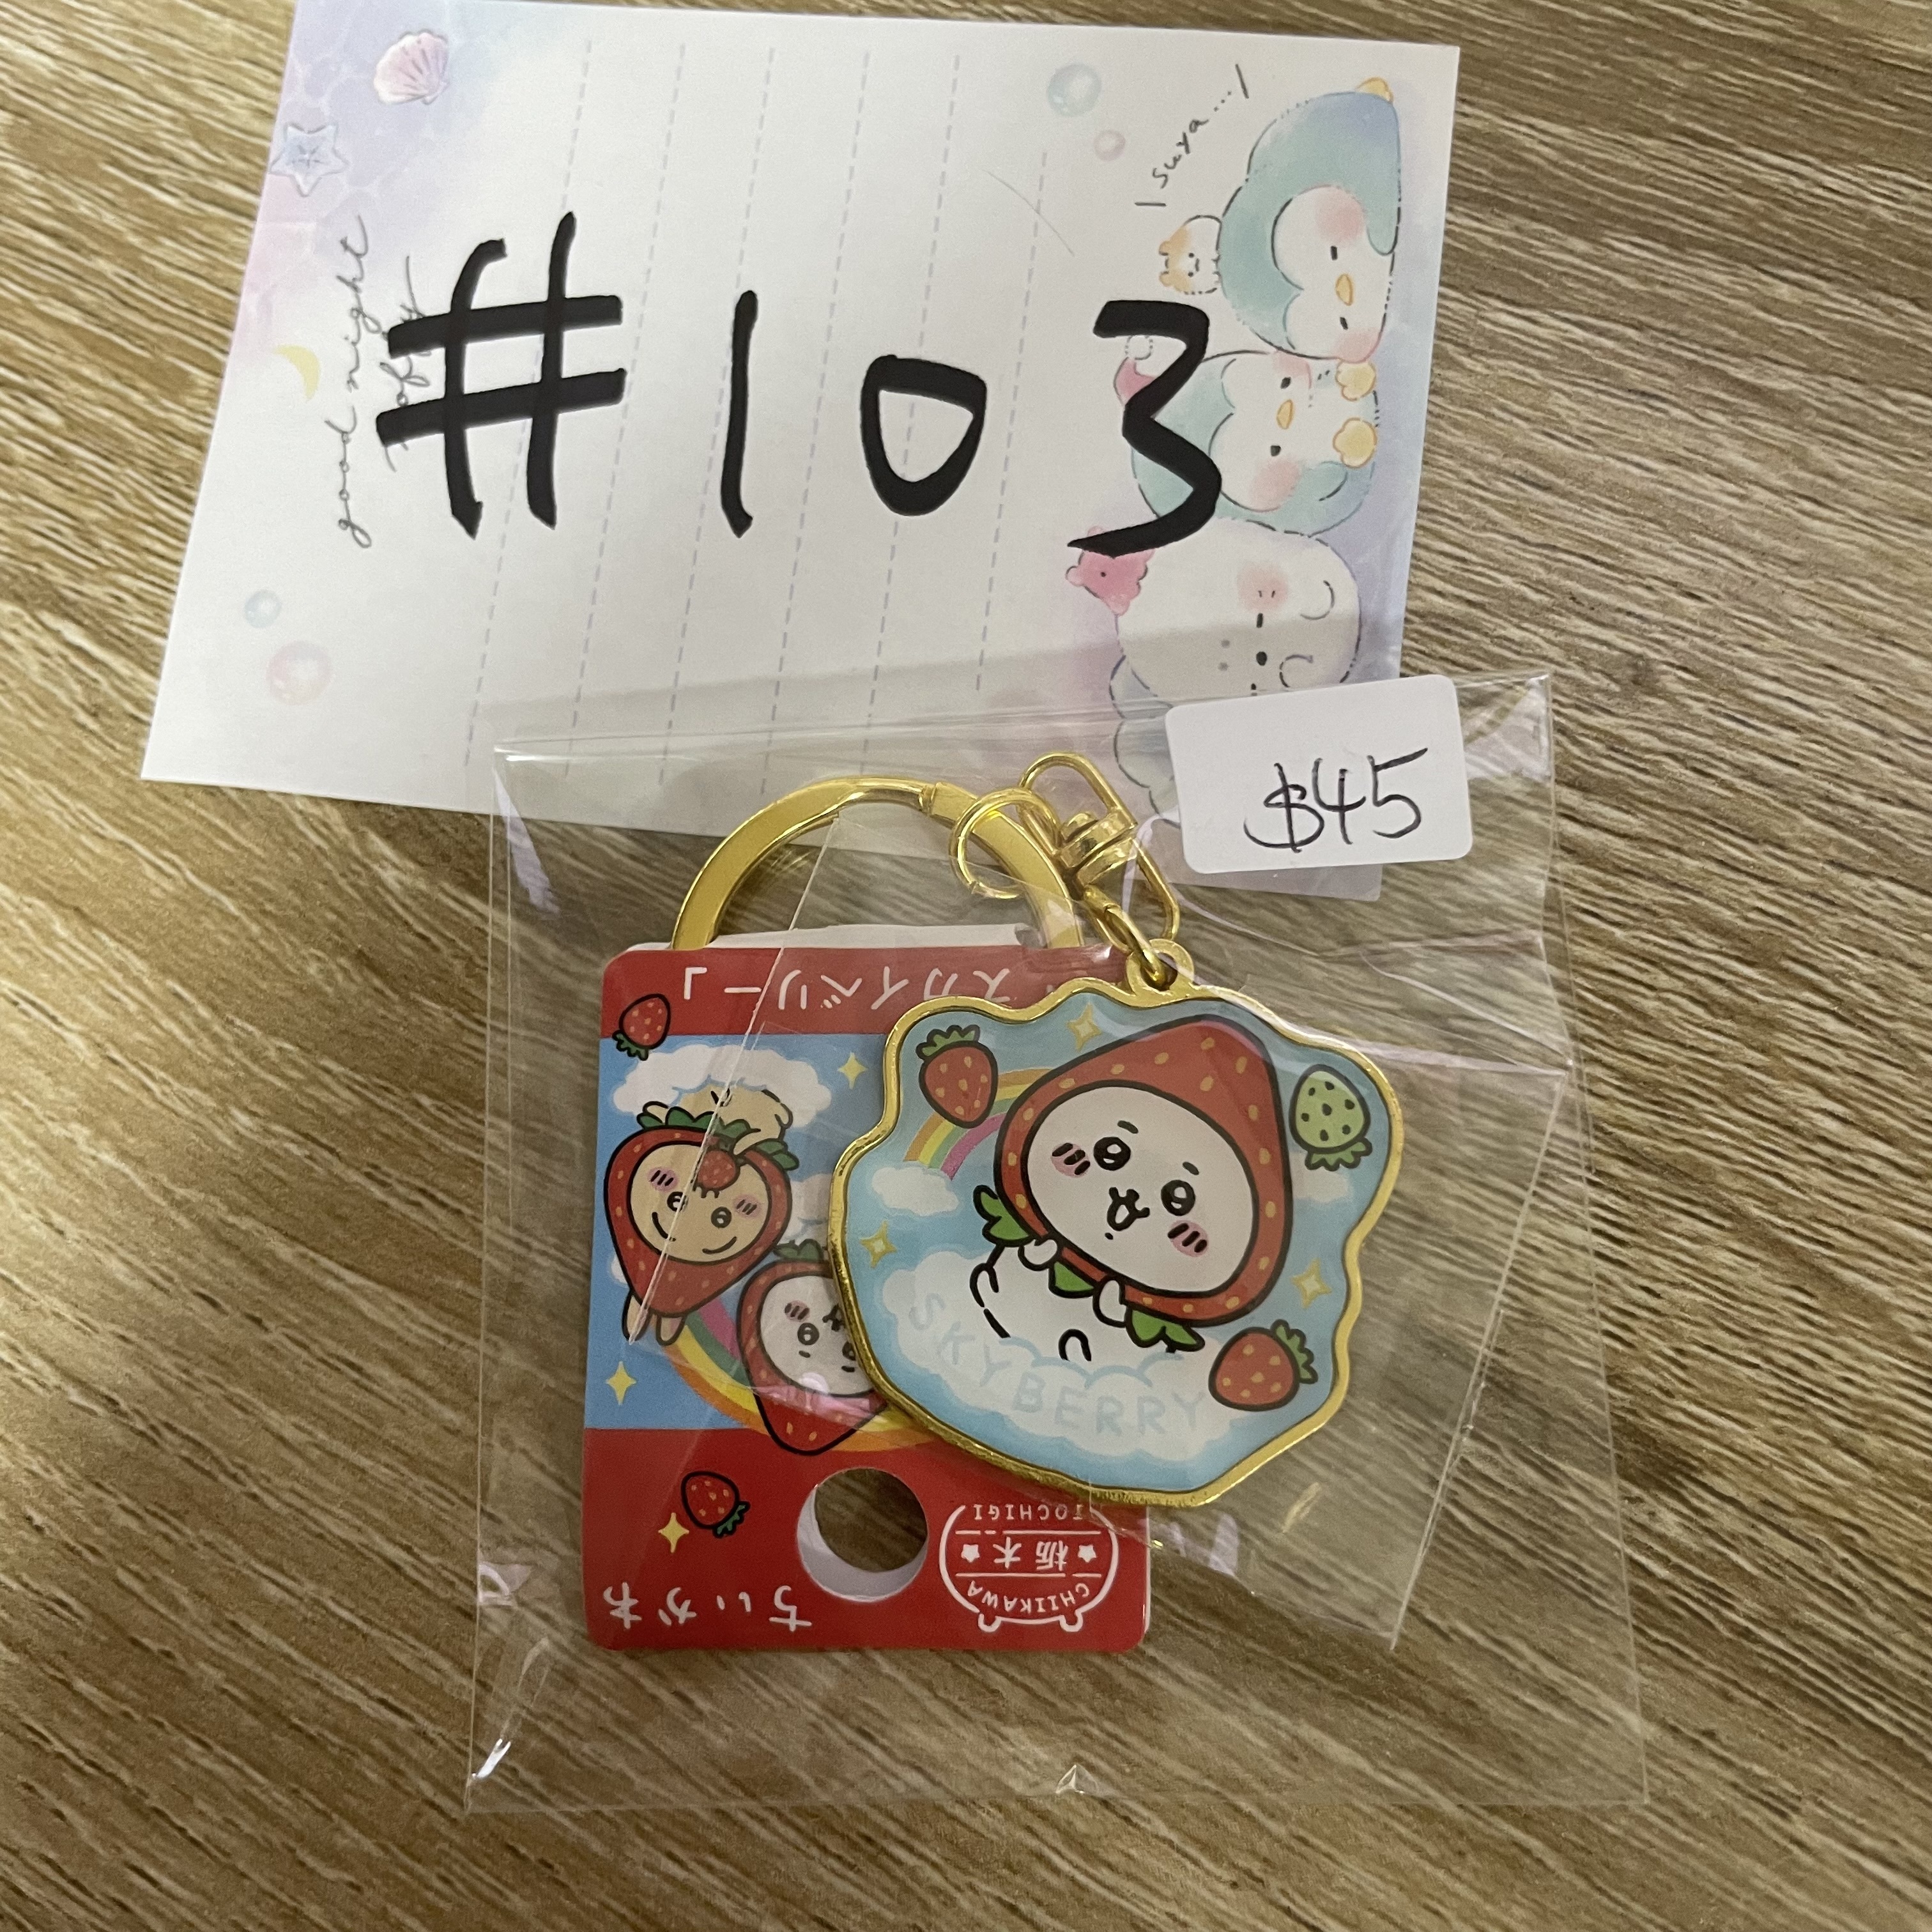 \ suya..... /
good night
#103
$45
スカイベリー」
SKYBERRY
TOCHIGI
栃木
CHIIKAWA
ちいかわ